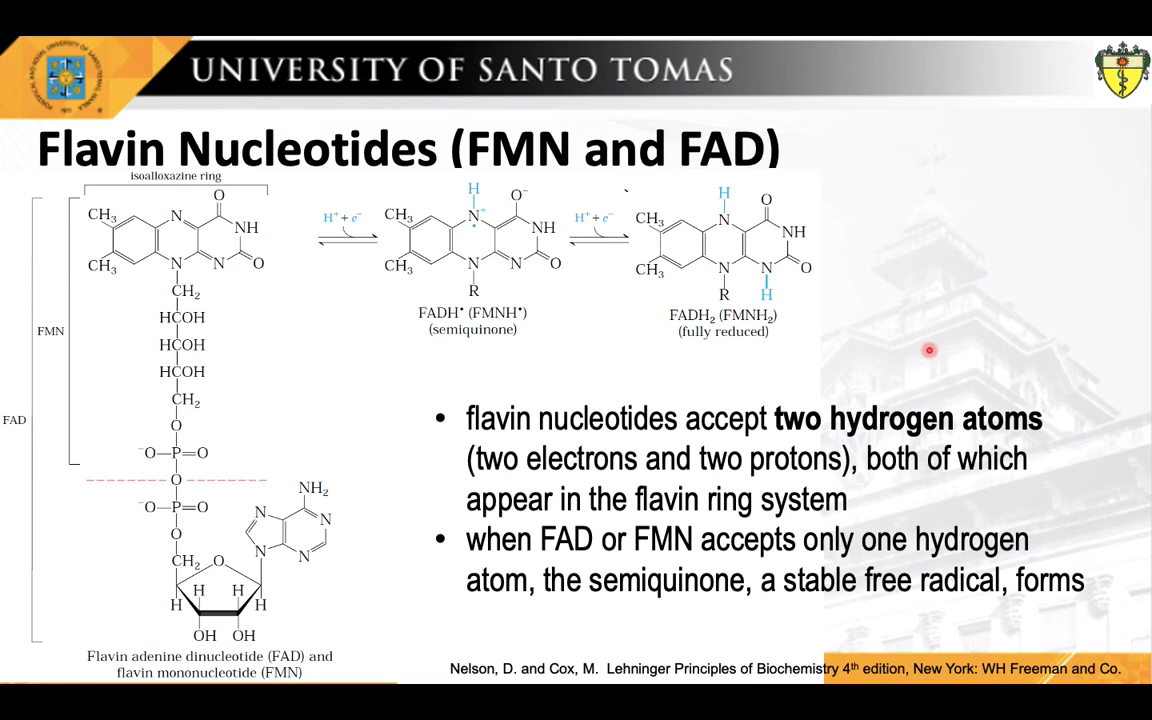 UNIVERSITY OF SANTO TOMAS
Flavin Nucleotides (FMN and FAD)
isoalloxazine ring
CH₃
CH₃
N
O
NH
N
N
O
H⁺ + e⁻
CH₃
CH₃
H
N⁺
•
O⁻
NH
N
N
O
R
FADH• (FMNH•)
(semiquinone)
H⁺ + e⁻
CH₃
CH₃
H
N
O
NH
N
N
O
R
H
FADH₂ (FMNH₂)
(fully reduced)
CH₂
HCOH
HCOH
HCOH
CH₂
O
⁻O—P=O
O
⁻O—P=O
O
CH₂
FMN
FAD
NH₂
N
N
N
N
O
H
H
H
H
OH
OH
Flavin adenine dinucleotide (FAD) and
flavin mononucleotide (FMN)
• flavin nucleotides accept two hydrogen atoms
(two electrons and two protons), both of which
appear in the flavin ring system
• when FAD or FMN accepts only one hydrogen
atom, the semiquinone, a stable free radical, forms
Nelson, D. and Cox, M. Lehninger Principles of Biochemistry 4th edition, New York: WH Freeman and Co.